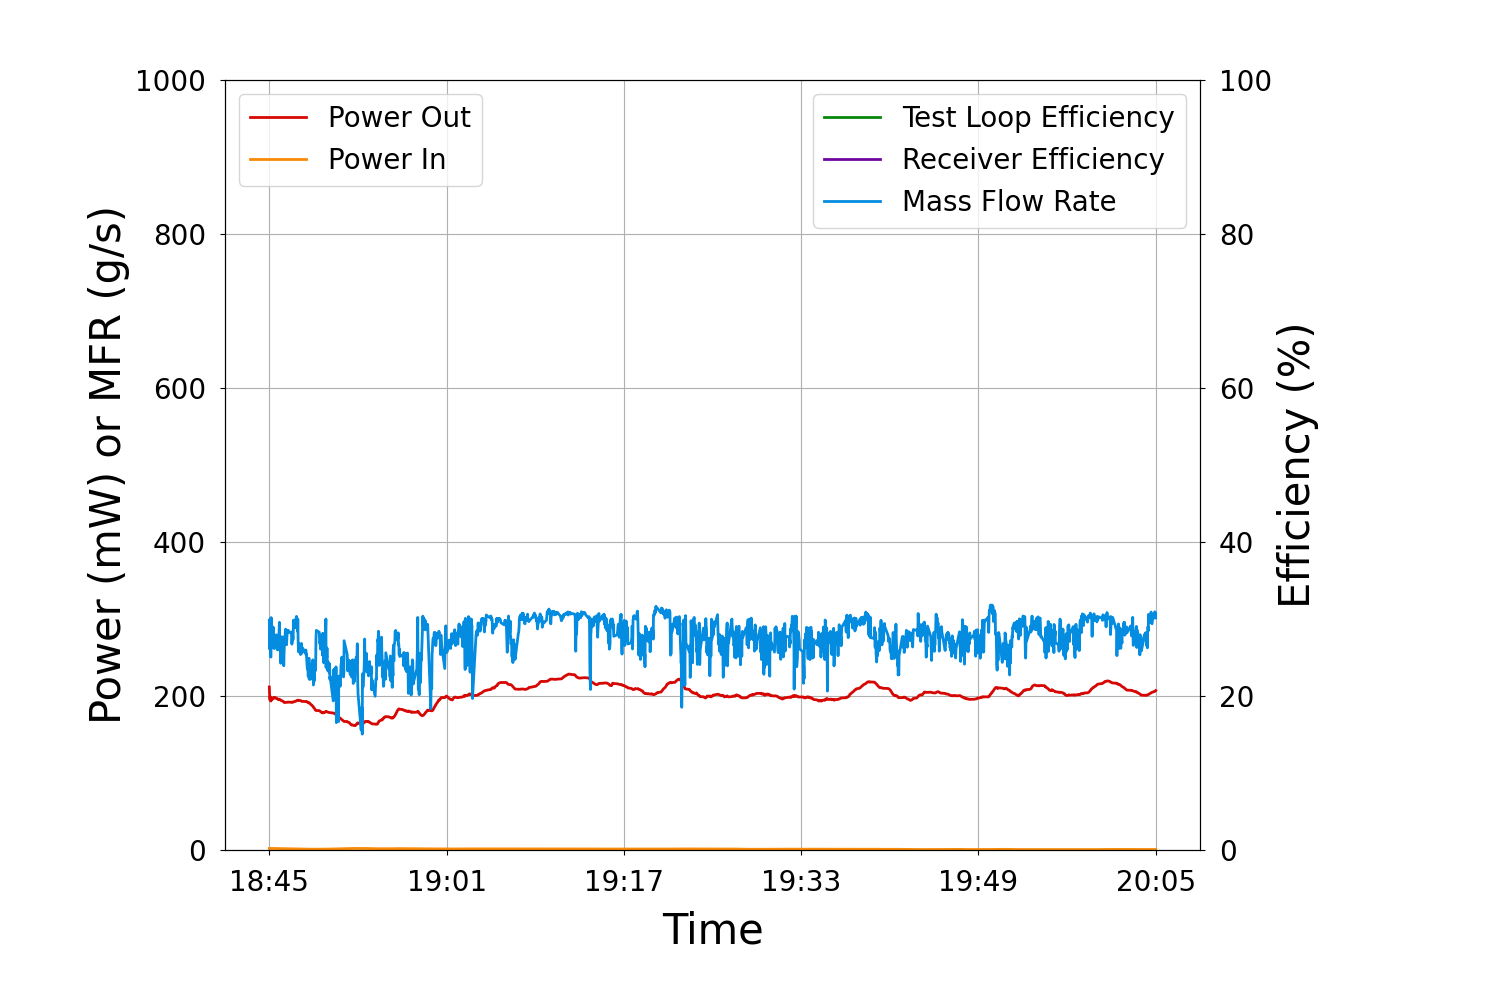 Power (mW) or MFR (g/s)
1000
800
600
400
200
0
Power Out
Power In
Test Loop Efficiency
Receiver Efficiency
Mass Flow Rate
100
80
60
40
20
0
Efficiency (%)
18:45 19:01 19:17 19:33 19:49 20:05
Time